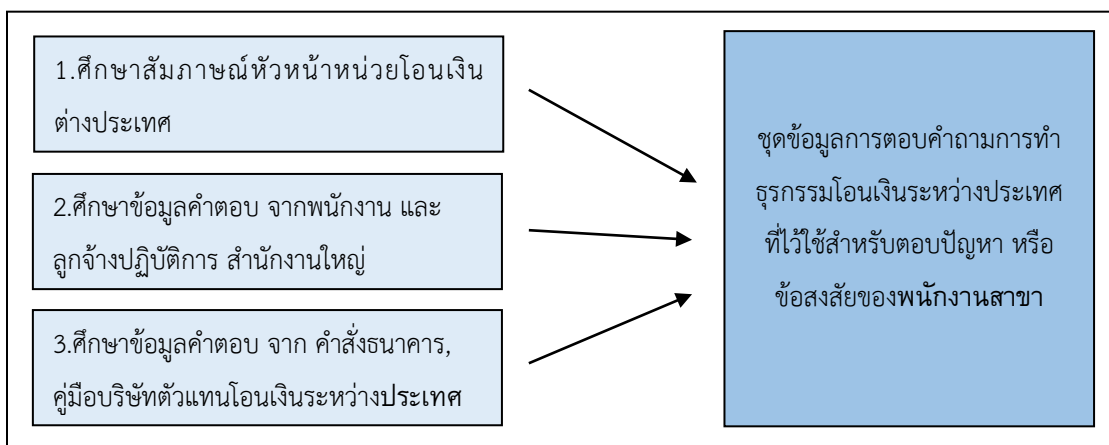 1.ศึกษาสัมภาษณ์หัวหน้าหน่วยโอนเงิน
ต่างประเทศ
2.ศึกษาข้อมูลคำตอบ จากพนักงาน และ
ลูกจ้างปฏิบัติการ สำนักงานใหญ่
3.ศึกษาข้อมูลคำตอบ จาก คำสั่งธนาคาร,
คู่มือบริษัทตัวแทนโอนเงินระหว่างประเทศ
ชุดข้อมูลการตอบคำถามการทำ
ธุรกรรมโอนเงินระหว่างประเทศ
ที่ไว้ใช้สำหรับตอบปัญหา หรือ
ข้อสงสัยของพนักงานสาขา